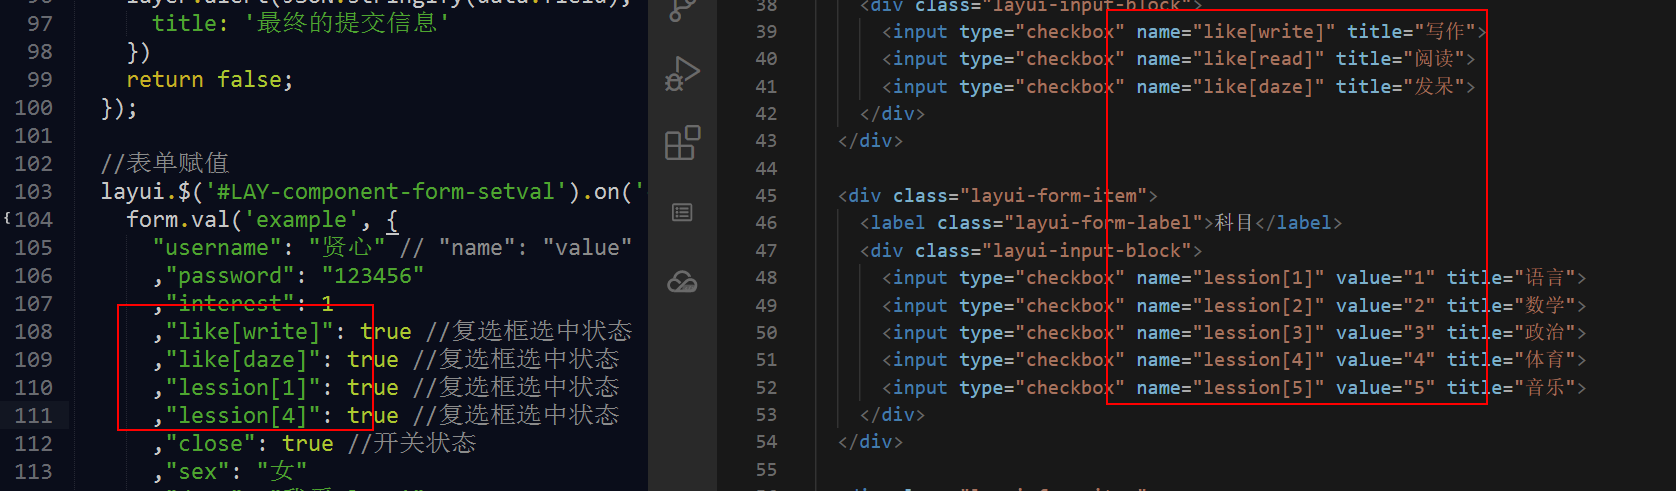 title: '最终的提交信息'
98 })
99 return false;
100 });
101
102 //表单赋值
103 layui.$('#LAY-component-form-setval').on('
104 form.val('example', {
105 "username": "贤心" // "name": "value"
106 ,"password": "123456"
107 ,"interest": 1
108 ,"like[write]": true //复选框选中状态
109 ,"like[daze]": true //复选框选中状态
110 ,"lession[1]": true //复选框选中状态
111 ,"lession[4]": true //复选框选中状态
112 ,"close": true //开关状态
113 ,"sex": "女"
38 <div class="layui-input-block">
39 <input type="checkbox" name="like[write]" title="写作">
40 <input type="checkbox" name="like[read]" title="阅读">
41 <input type="checkbox" name="like[daze]" title="发呆">
42 </div>
43 </div>
44
45 <div class="layui-form-item">
46 <label class="layui-form-label">科目</label>
47 <div class="layui-input-block">
48 <input type="checkbox" name="lession[1]" value="1" title="语言">
49 <input type="checkbox" name="lession[2]" value="2" title="数学">
50 <input type="checkbox" name="lession[3]" value="3" title="政治">
51 <input type="checkbox" name="lession[4]" value="4" title="体育">
52 <input type="checkbox" name="lession[5]" value="5" title="音乐">
53 </div>
54 </div>
55